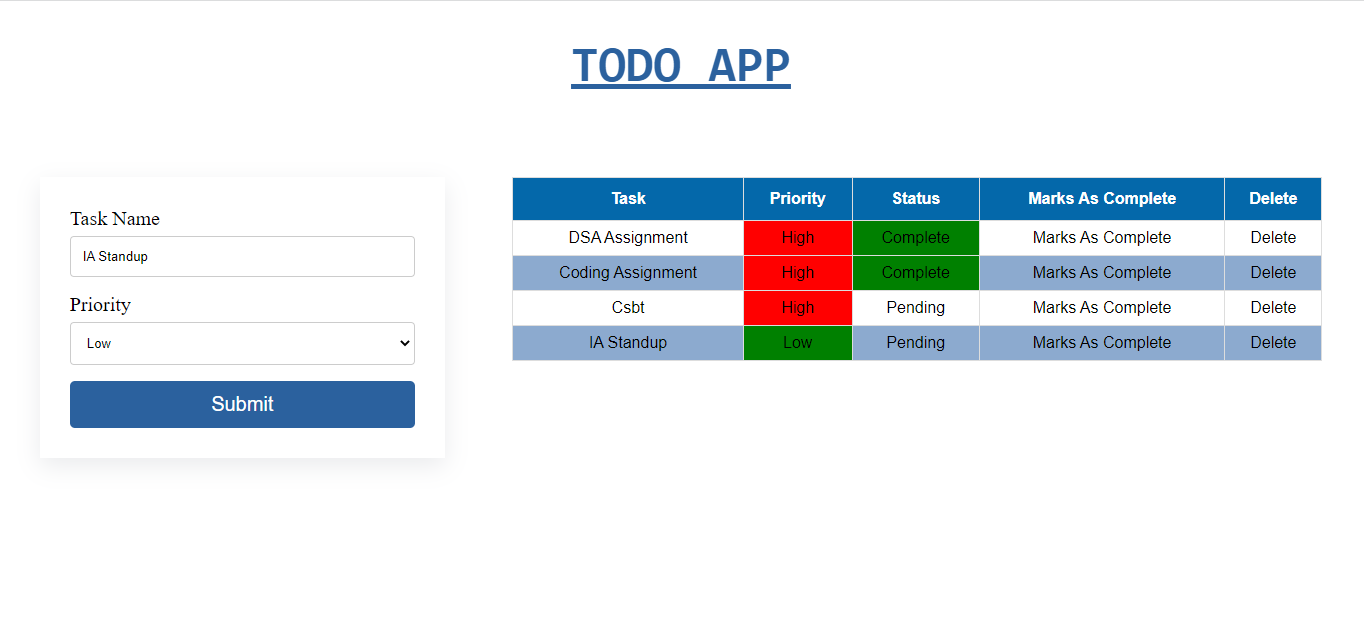 TODO APP
Task Name
IA Standup
Priority
Low
Submit
Task Priority Status Marks As Complete Delete
DSA Assignment High Complete Marks As Complete Delete
Coding Assignment High Complete Marks As Complete Delete
Csbt High Pending Marks As Complete Delete
IA Standup Low Pending Marks As Complete Delete